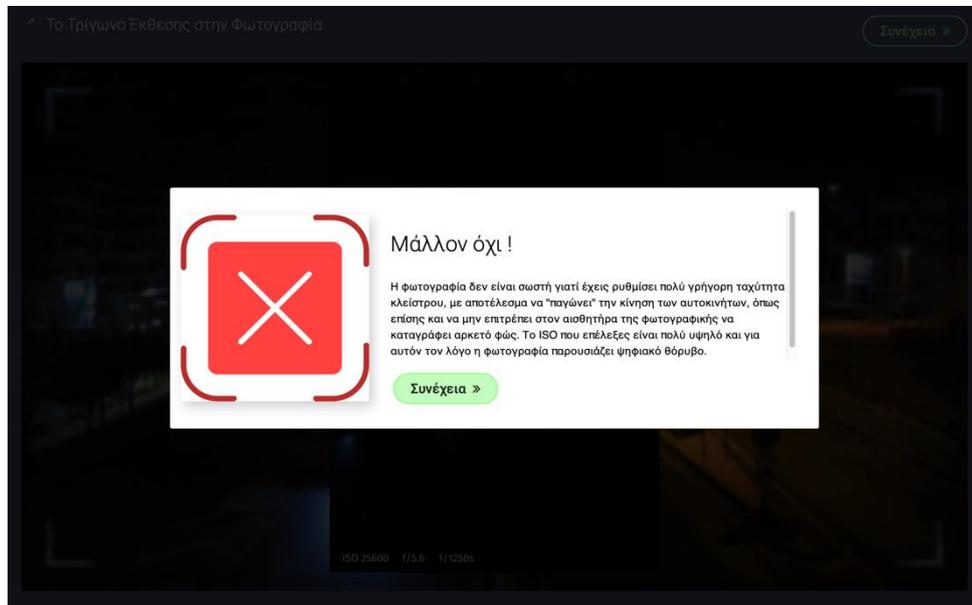 Το Τρίγωνο Έκθεσης στην Φωτογραφία
Συνέχεια »
Μάλλον όχι !
Η φωτογραφία δεν είναι σωστή γιατί έχεις ρυθμίσει πολύ γρήγορη ταχύτητα
κλείστρου, με αποτέλεσμα να "παγώνει" την κίνηση των αυτοκινήτων, όπως
επίσης και να μην επιτρέπει στον αισθητήρα της φωτογραφικής να
καταγράφει αρκετό φώς. Το ISO που επέλεξες είναι πολύ υψηλό και για
αυτόν τον λόγο η φωτογραφία παρουσιάζει ψηφιακό θόρυβο.
Συνέχεια »
ISO 25600 f/5.6 1/1250s